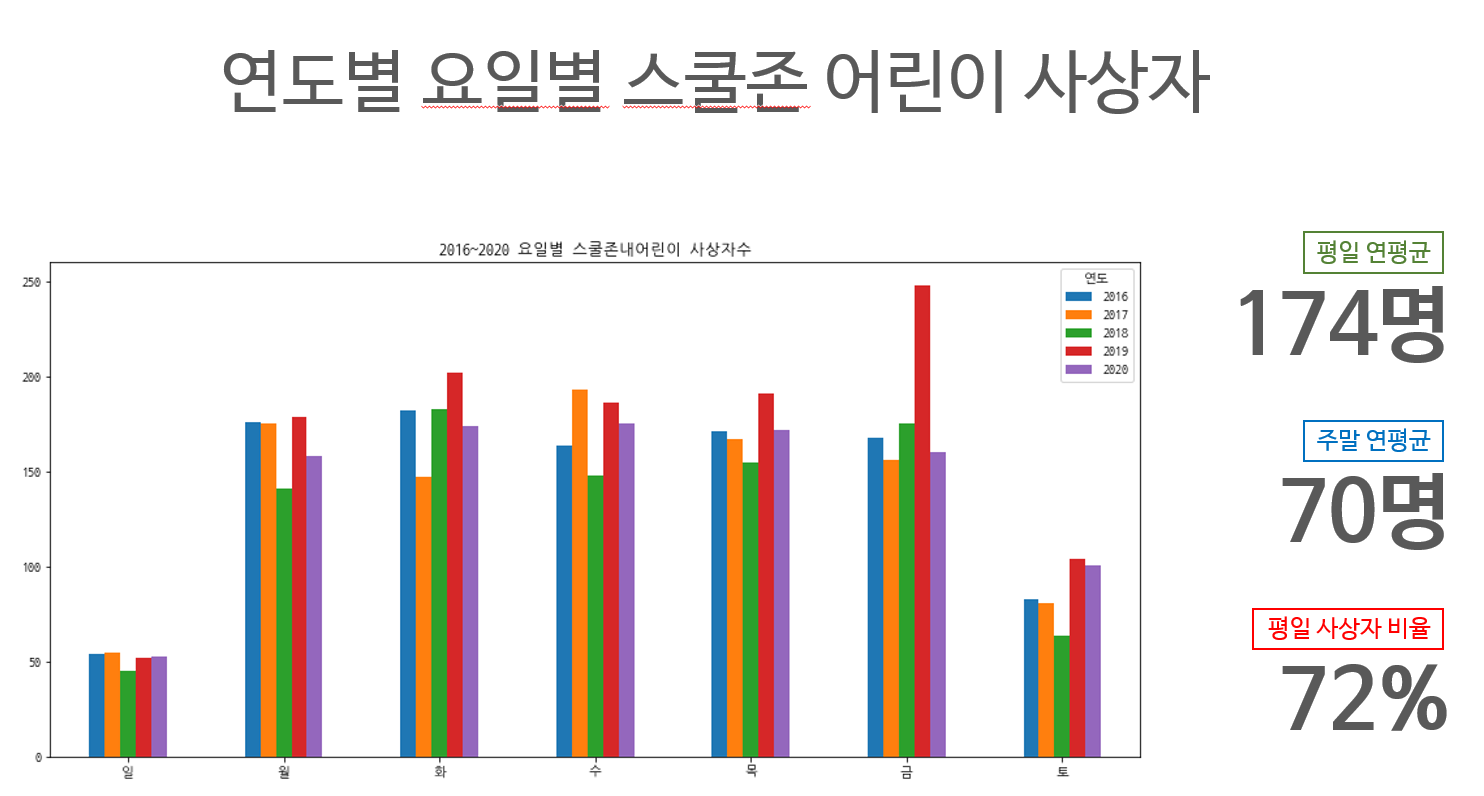 연도별 요일별 스쿨존 어린이 사상자
2016~2020 요일별 스쿨존내어린이 사상자수
250
200
150
100
50
0
일 월 화 수 목 금 토
연도
2016
2017
2018
2019
2020
평일 연평균
174명
주말 연평균
70명
평일 사상자 비율
72%